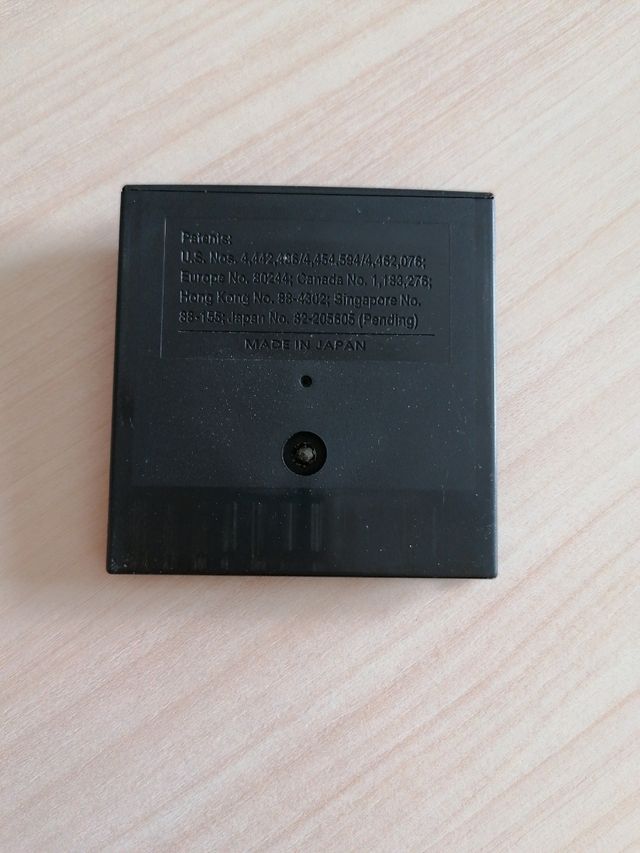 Patents:
U.S. Nos. 4,442,486/4,454,594/4,462,076;
Europe No. 80244; Canada No. 1,183,276;
Hong Kong No. 88-4302; Singapore No.
88-155; Japan No. 82-205605 (Pending)
MADE IN JAPAN